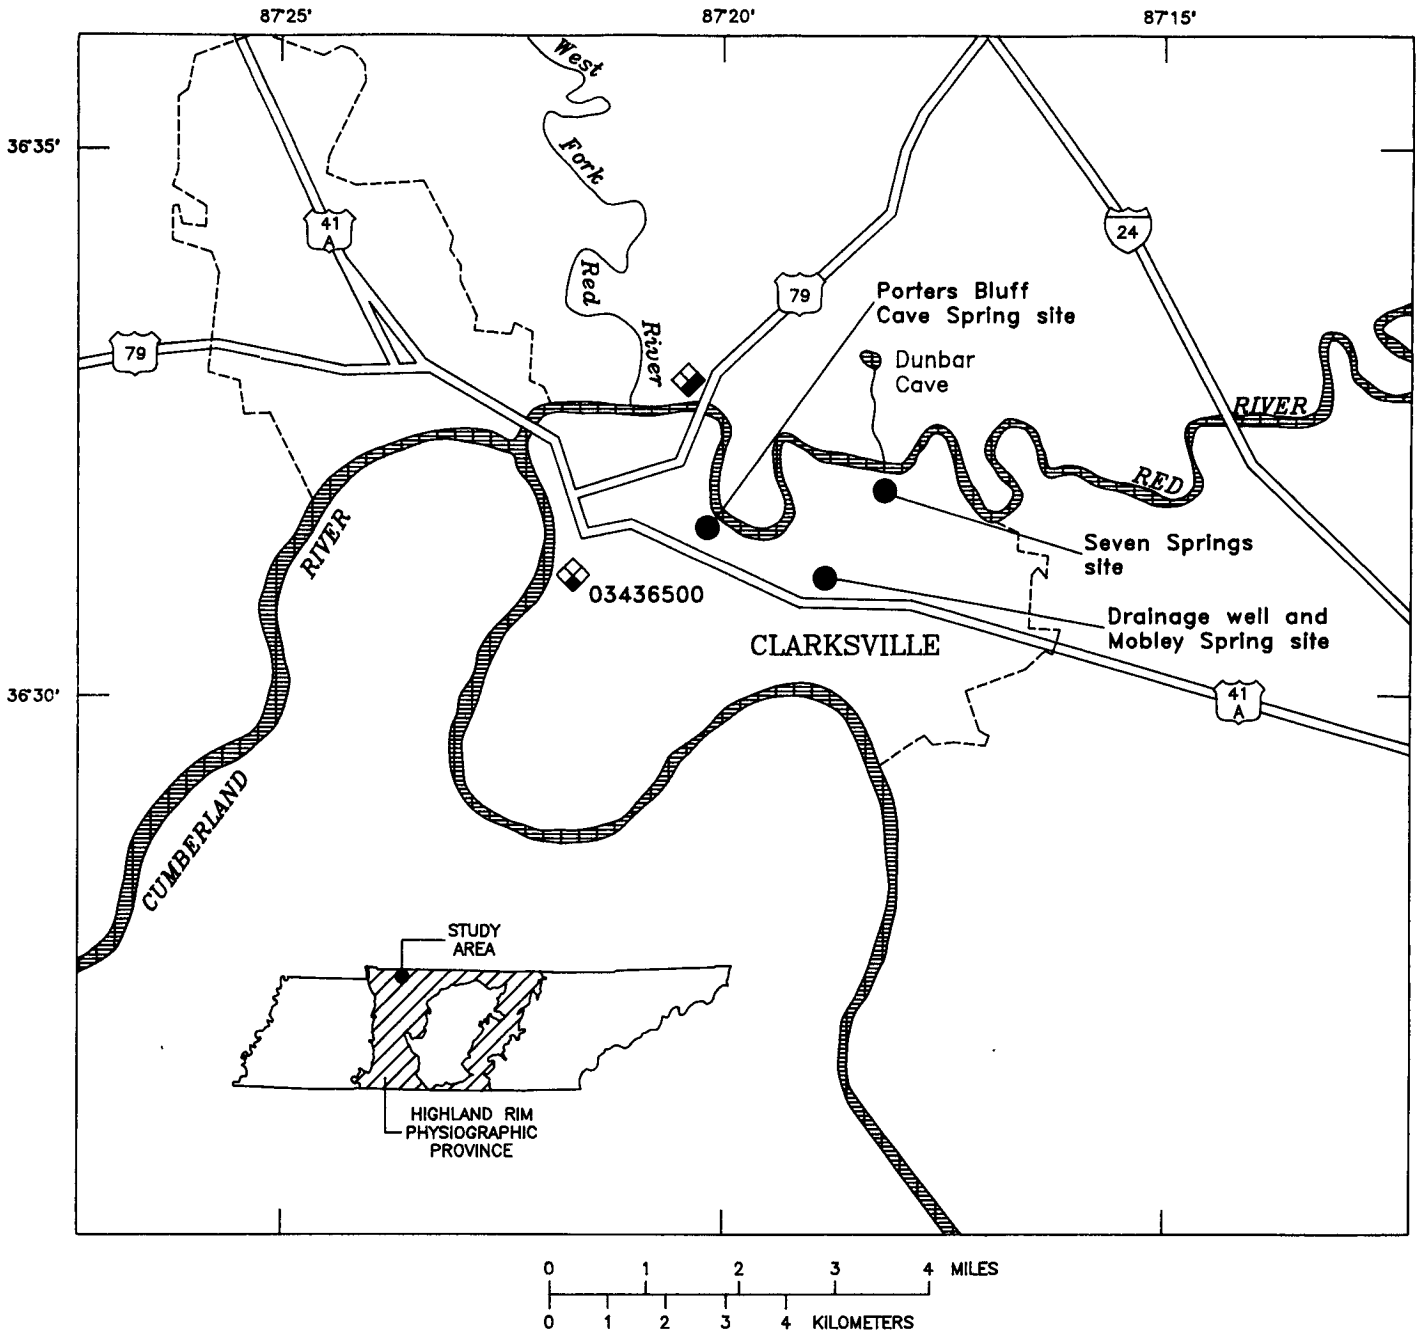 87°25'
87°20'
87°15'
36°35'
36°30'
West
Fork
Red
River
41
A
79
79
24
Porters Bluff
Cave Spring site
Dunbar
Cave
RIVER
RED
RIVER
Seven Springs
site
03436500
Drainage well and
Mobley Spring site
CLARKSVILLE
41
A
CUMBERLAND
STUDY
AREA
HIGHLAND RIM
PHYSIOGRAPHIC
PROVINCE
0 1 2 3 4 MILES
0 1 2 3 4 KILOMETERS